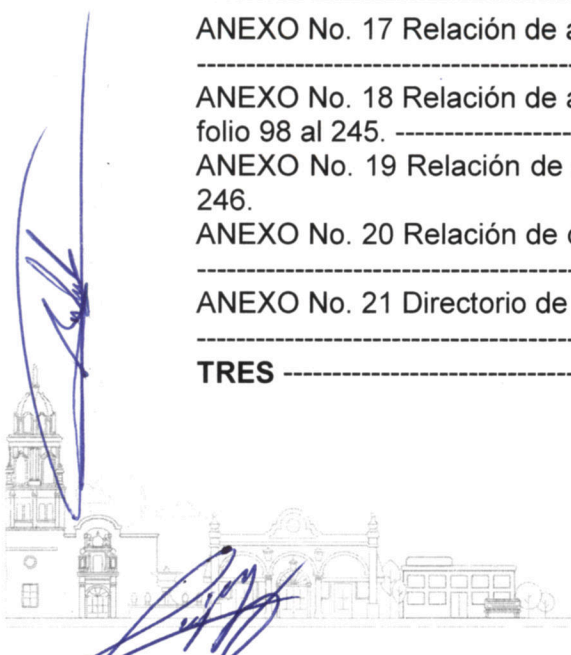 ANEXO No. 17 Relación de
--------------------------------------------
ANEXO No. 18 Relación de
folio 98 al 245. --------------------
ANEXO No. 19 Relación de
246.
ANEXO No. 20 Relación de
--------------------------------------------
ANEXO No. 21 Directorio de
--------------------------------------------
TRES ----------------------------------